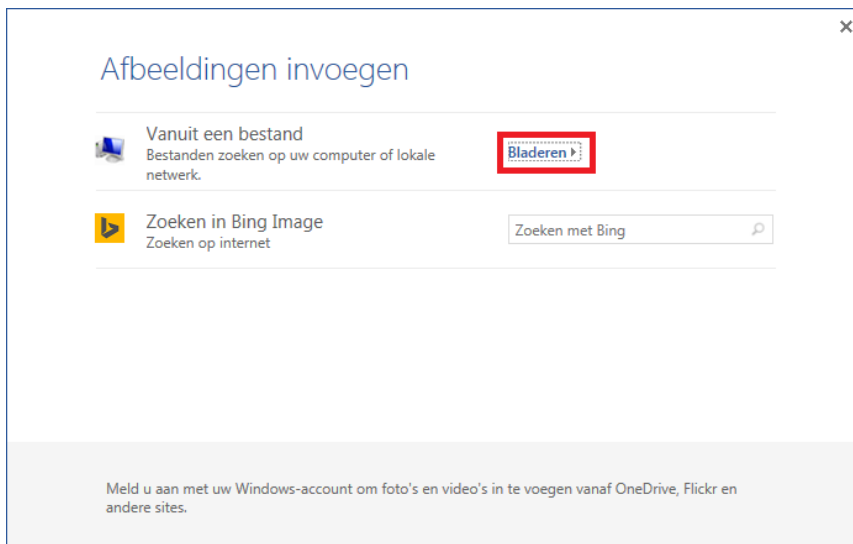 Afbeeldingen invoegen
Vanuit een bestand
Bestanden zoeken op uw computer of lokale
netwerk.
Bladeren
Zoeken in Bing Image
Zoeken op internet
Zoeken met Bing
Meld u aan met uw Windows-account om foto's en video's in te voegen vanaf OneDrive, Flickr en
andere sites.